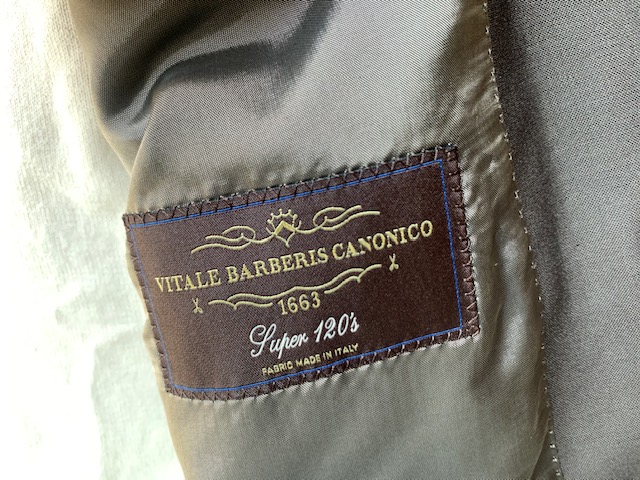 VITALE BARBERIS CANONICO
1663
Super 120's
FABRIC MADE IN ITALY